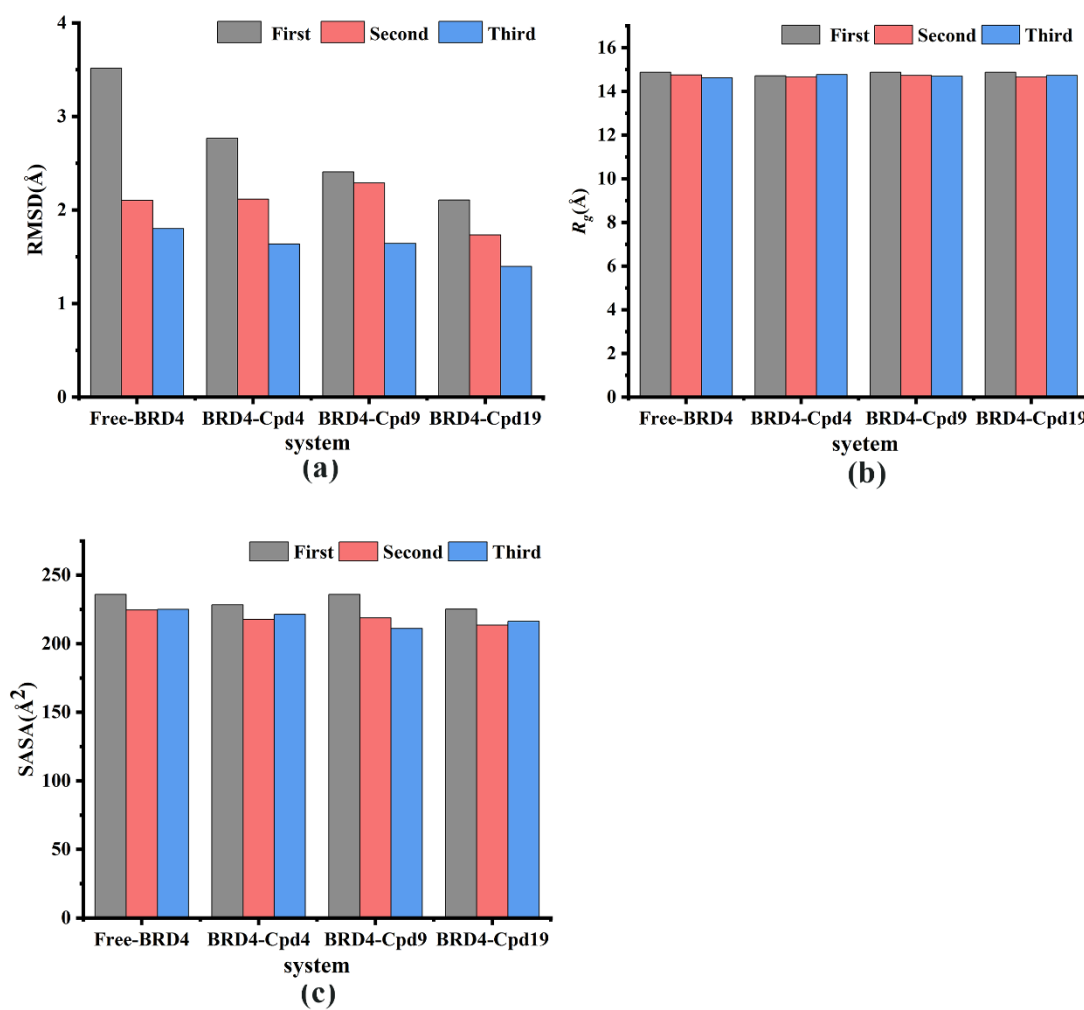 First Second Third
4
3
2
1
0
RMSD(Å)
Free-BRD4 BRD4-Cpd4 BRD4-Cpd9 BRD4-Cpd19
system
(a)
First Second Third
16
14
12
10
8
6
4
2
0
Rg(Å)
Free-BRD4 BRD4-Cpd4 BRD4-Cpd9 BRD4-Cpd19
syetem
(b)
First Second Third
250
200
150
100
50
0
SASA(Å²)
Free-BRD4 BRD4-Cpd4 BRD4-Cpd9 BRD4-Cpd19
system
(c)